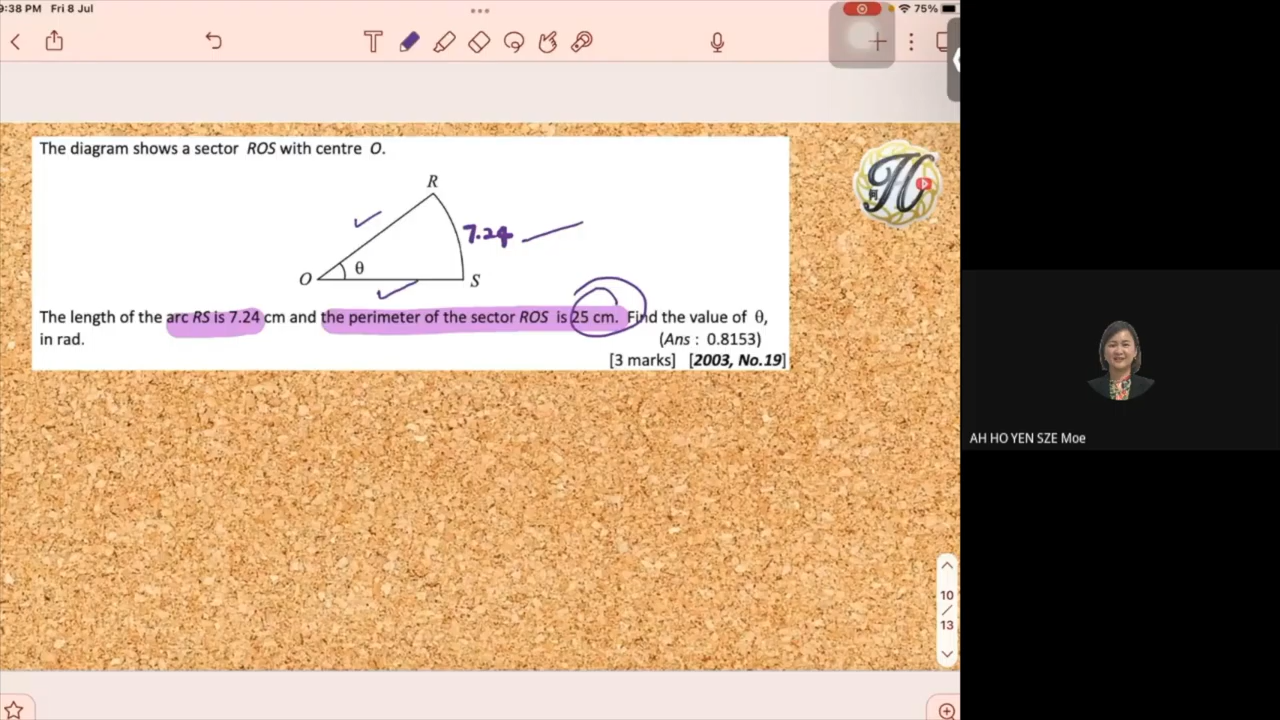 9:38 PM Fri 8 Jul
75%
The diagram shows a sector ROS with centre O.
R
7.24
θ
O
S
The length of the arc RS is 7.24 cm and the perimeter of the sector ROS is 25 cm. Find the value of θ,
in rad.
(Ans : 0.8153)
[3 marks] [2003, No.19]
AH HO YEN SZE Moe
10
/
13